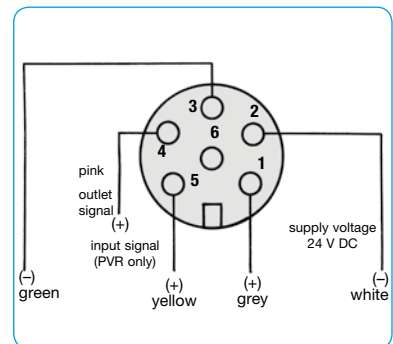 3
2
6
4
1
5
pink
outlet
signal
(+)
input signal
(PVR only)
supply voltage
24 V DC
(–)
green
(+)
yellow
(+)
grey
(–)
white